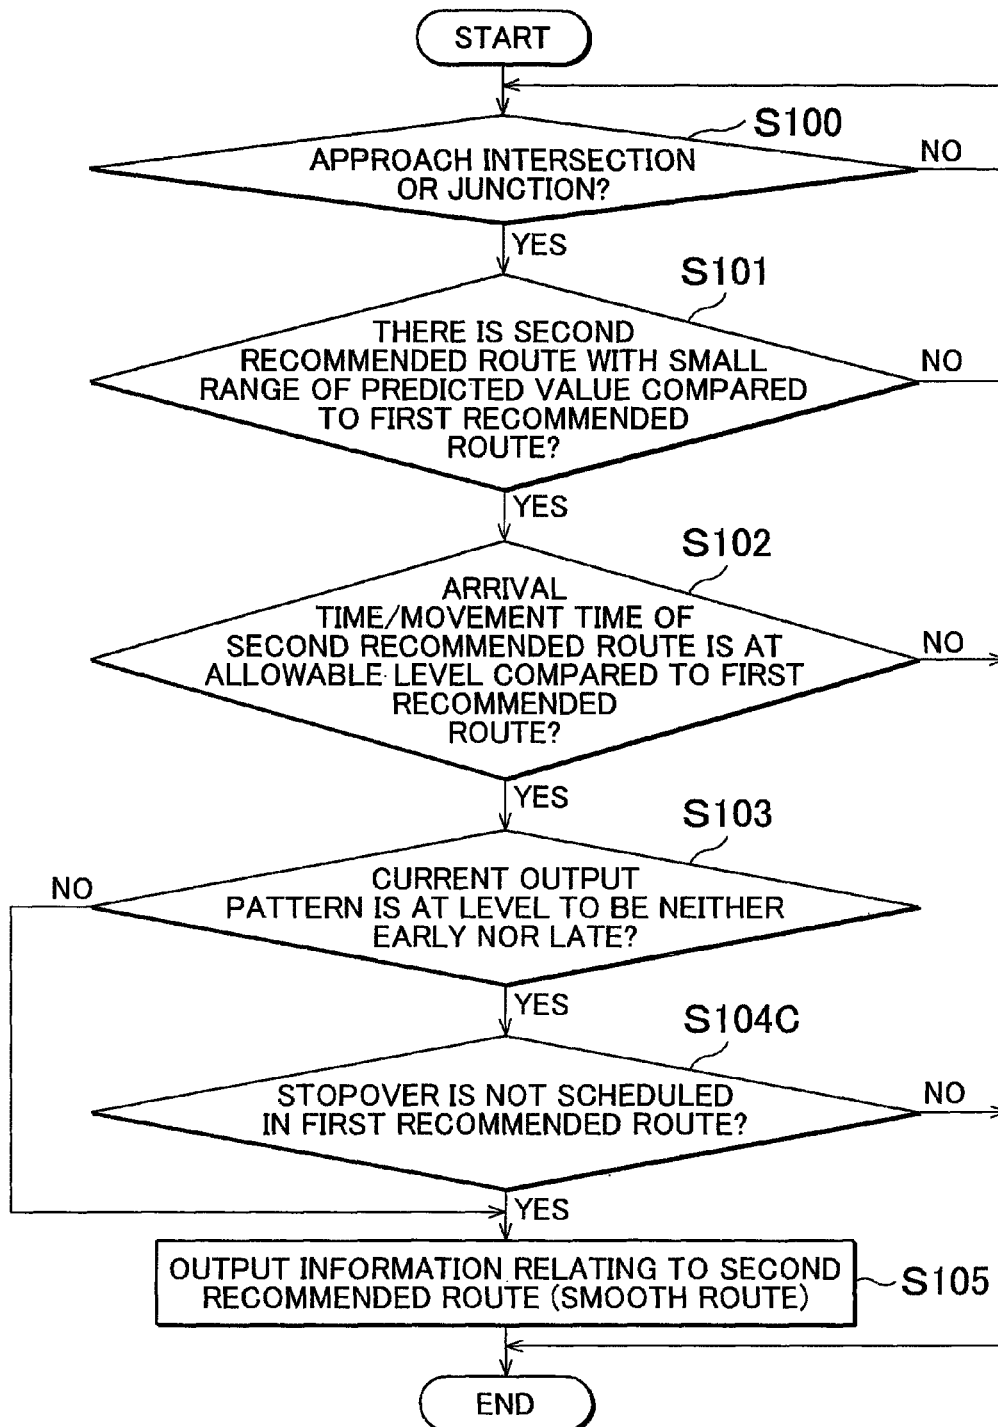 START
S100
APPROACH INTERSECTION
OR JUNCTION?
NO
YES
S101
THERE IS SECOND
RECOMMENDED ROUTE WITH SMALL
RANGE OF PREDICTED VALUE COMPARED
TO FIRST RECOMMENDED
ROUTE?
NO
YES
S102
ARRIVAL
TIME/MOVEMENT TIME OF
SECOND RECOMMENDED ROUTE IS AT
ALLOWABLE LEVEL COMPARED TO FIRST
RECOMMENDED
ROUTE?
NO
YES
S103
NO
CURRENT OUTPUT
PATTERN IS AT LEVEL TO BE NEITHER
EARLY NOR LATE?
YES
S104C
STOPOVER IS NOT SCHEDULED
IN FIRST RECOMMENDED ROUTE?
NO
YES
OUTPUT INFORMATION RELATING TO SECOND
RECOMMENDED ROUTE (SMOOTH ROUTE)
S105
END